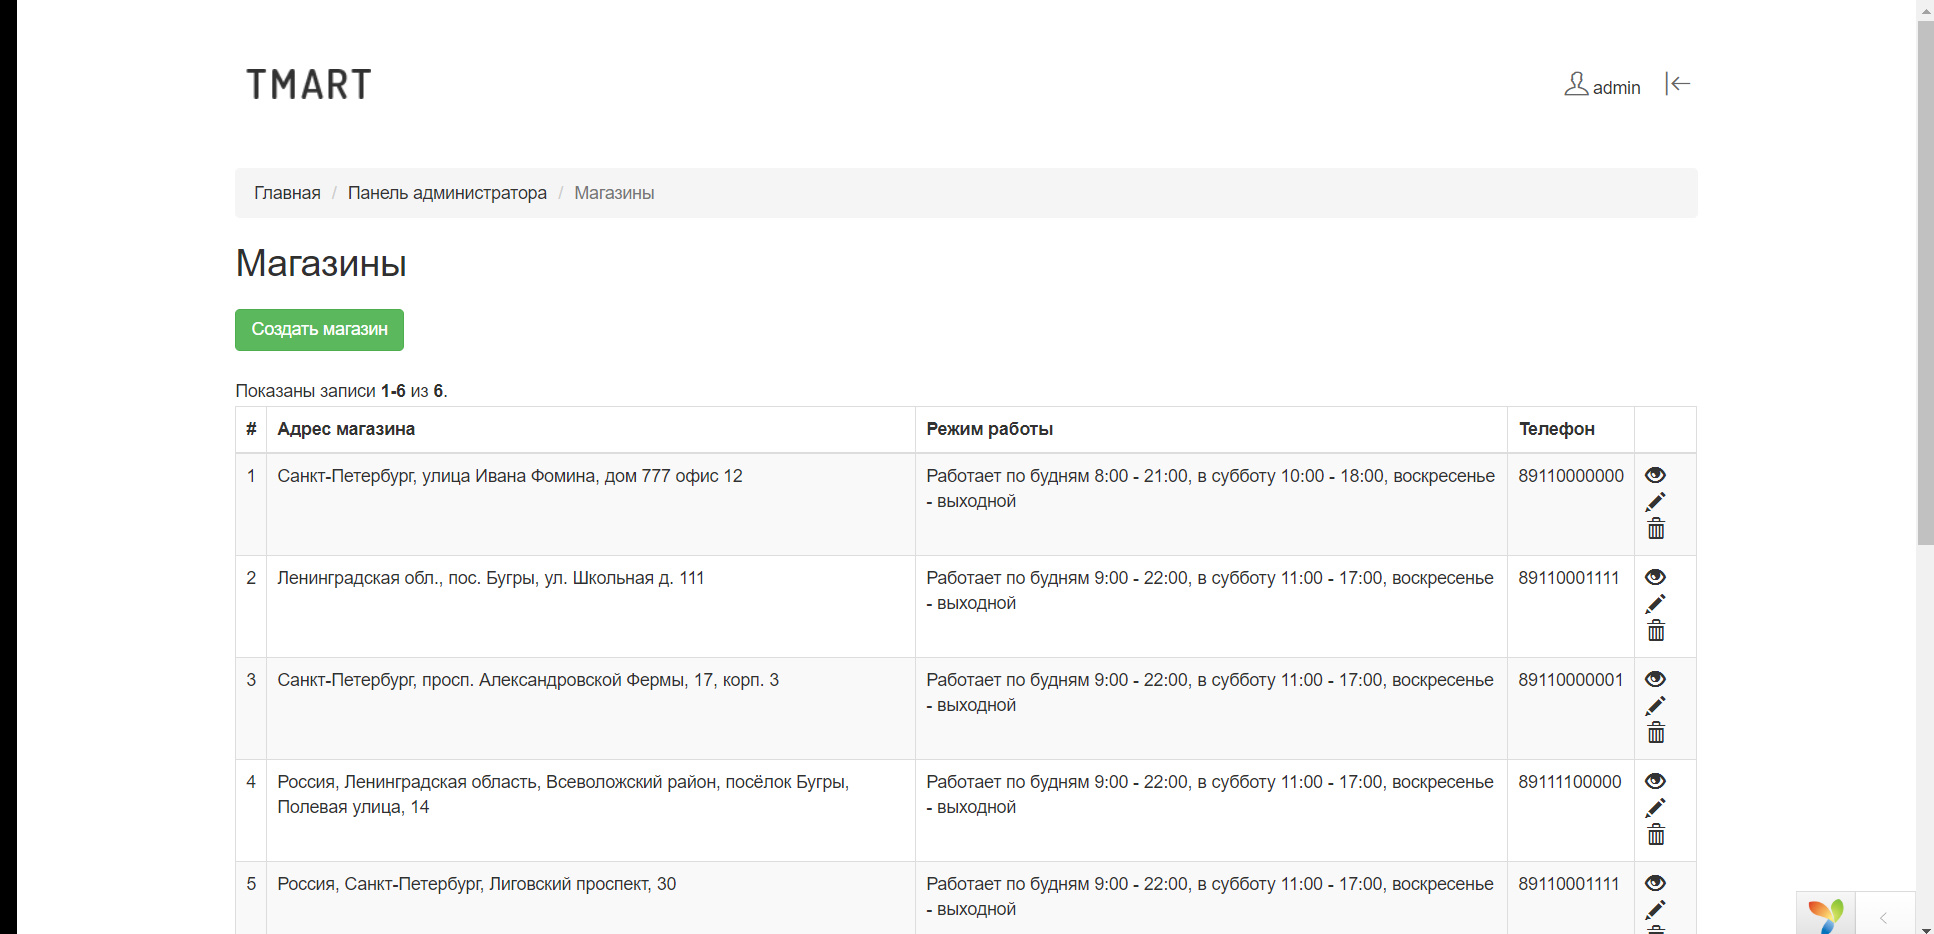 TMART
admin
Главная / Панель администратора / Магазины
Магазины
Создать магазин
Показаны записи 1-6 из 6.
# Адрес магазина Режим работы Телефон
1 Санкт-Петербург, улица Ивана Фомина, дом 777 офис 12 Работает по будням 8:00 - 21:00, в субботу 10:00 - 18:00, воскресенье 89110000000
- выходной
2 Ленинградская обл., пос. Бугры, ул. Школьная д. 111 Работает по будням 9:00 - 22:00, в субботу 11:00 - 17:00, воскресенье 89110001111
- выходной
3 Санкт-Петербург, просп. Александровской Фермы, 17, корп. 3 Работает по будням 9:00 - 22:00, в субботу 11:00 - 17:00, воскресенье 89110000001
- выходной
4 Россия, Ленинградская область, Всеволожский район, посёлок Бугры, Работает по будням 9:00 - 22:00, в субботу 11:00 - 17:00, воскресенье 89111100000
Полевая улица, 14 - выходной
5 Россия, Санкт-Петербург, Лиговский проспект, 30 Работает по будням 9:00 - 22:00, в субботу 11:00 - 17:00, воскресенье 89110001111
- выходной